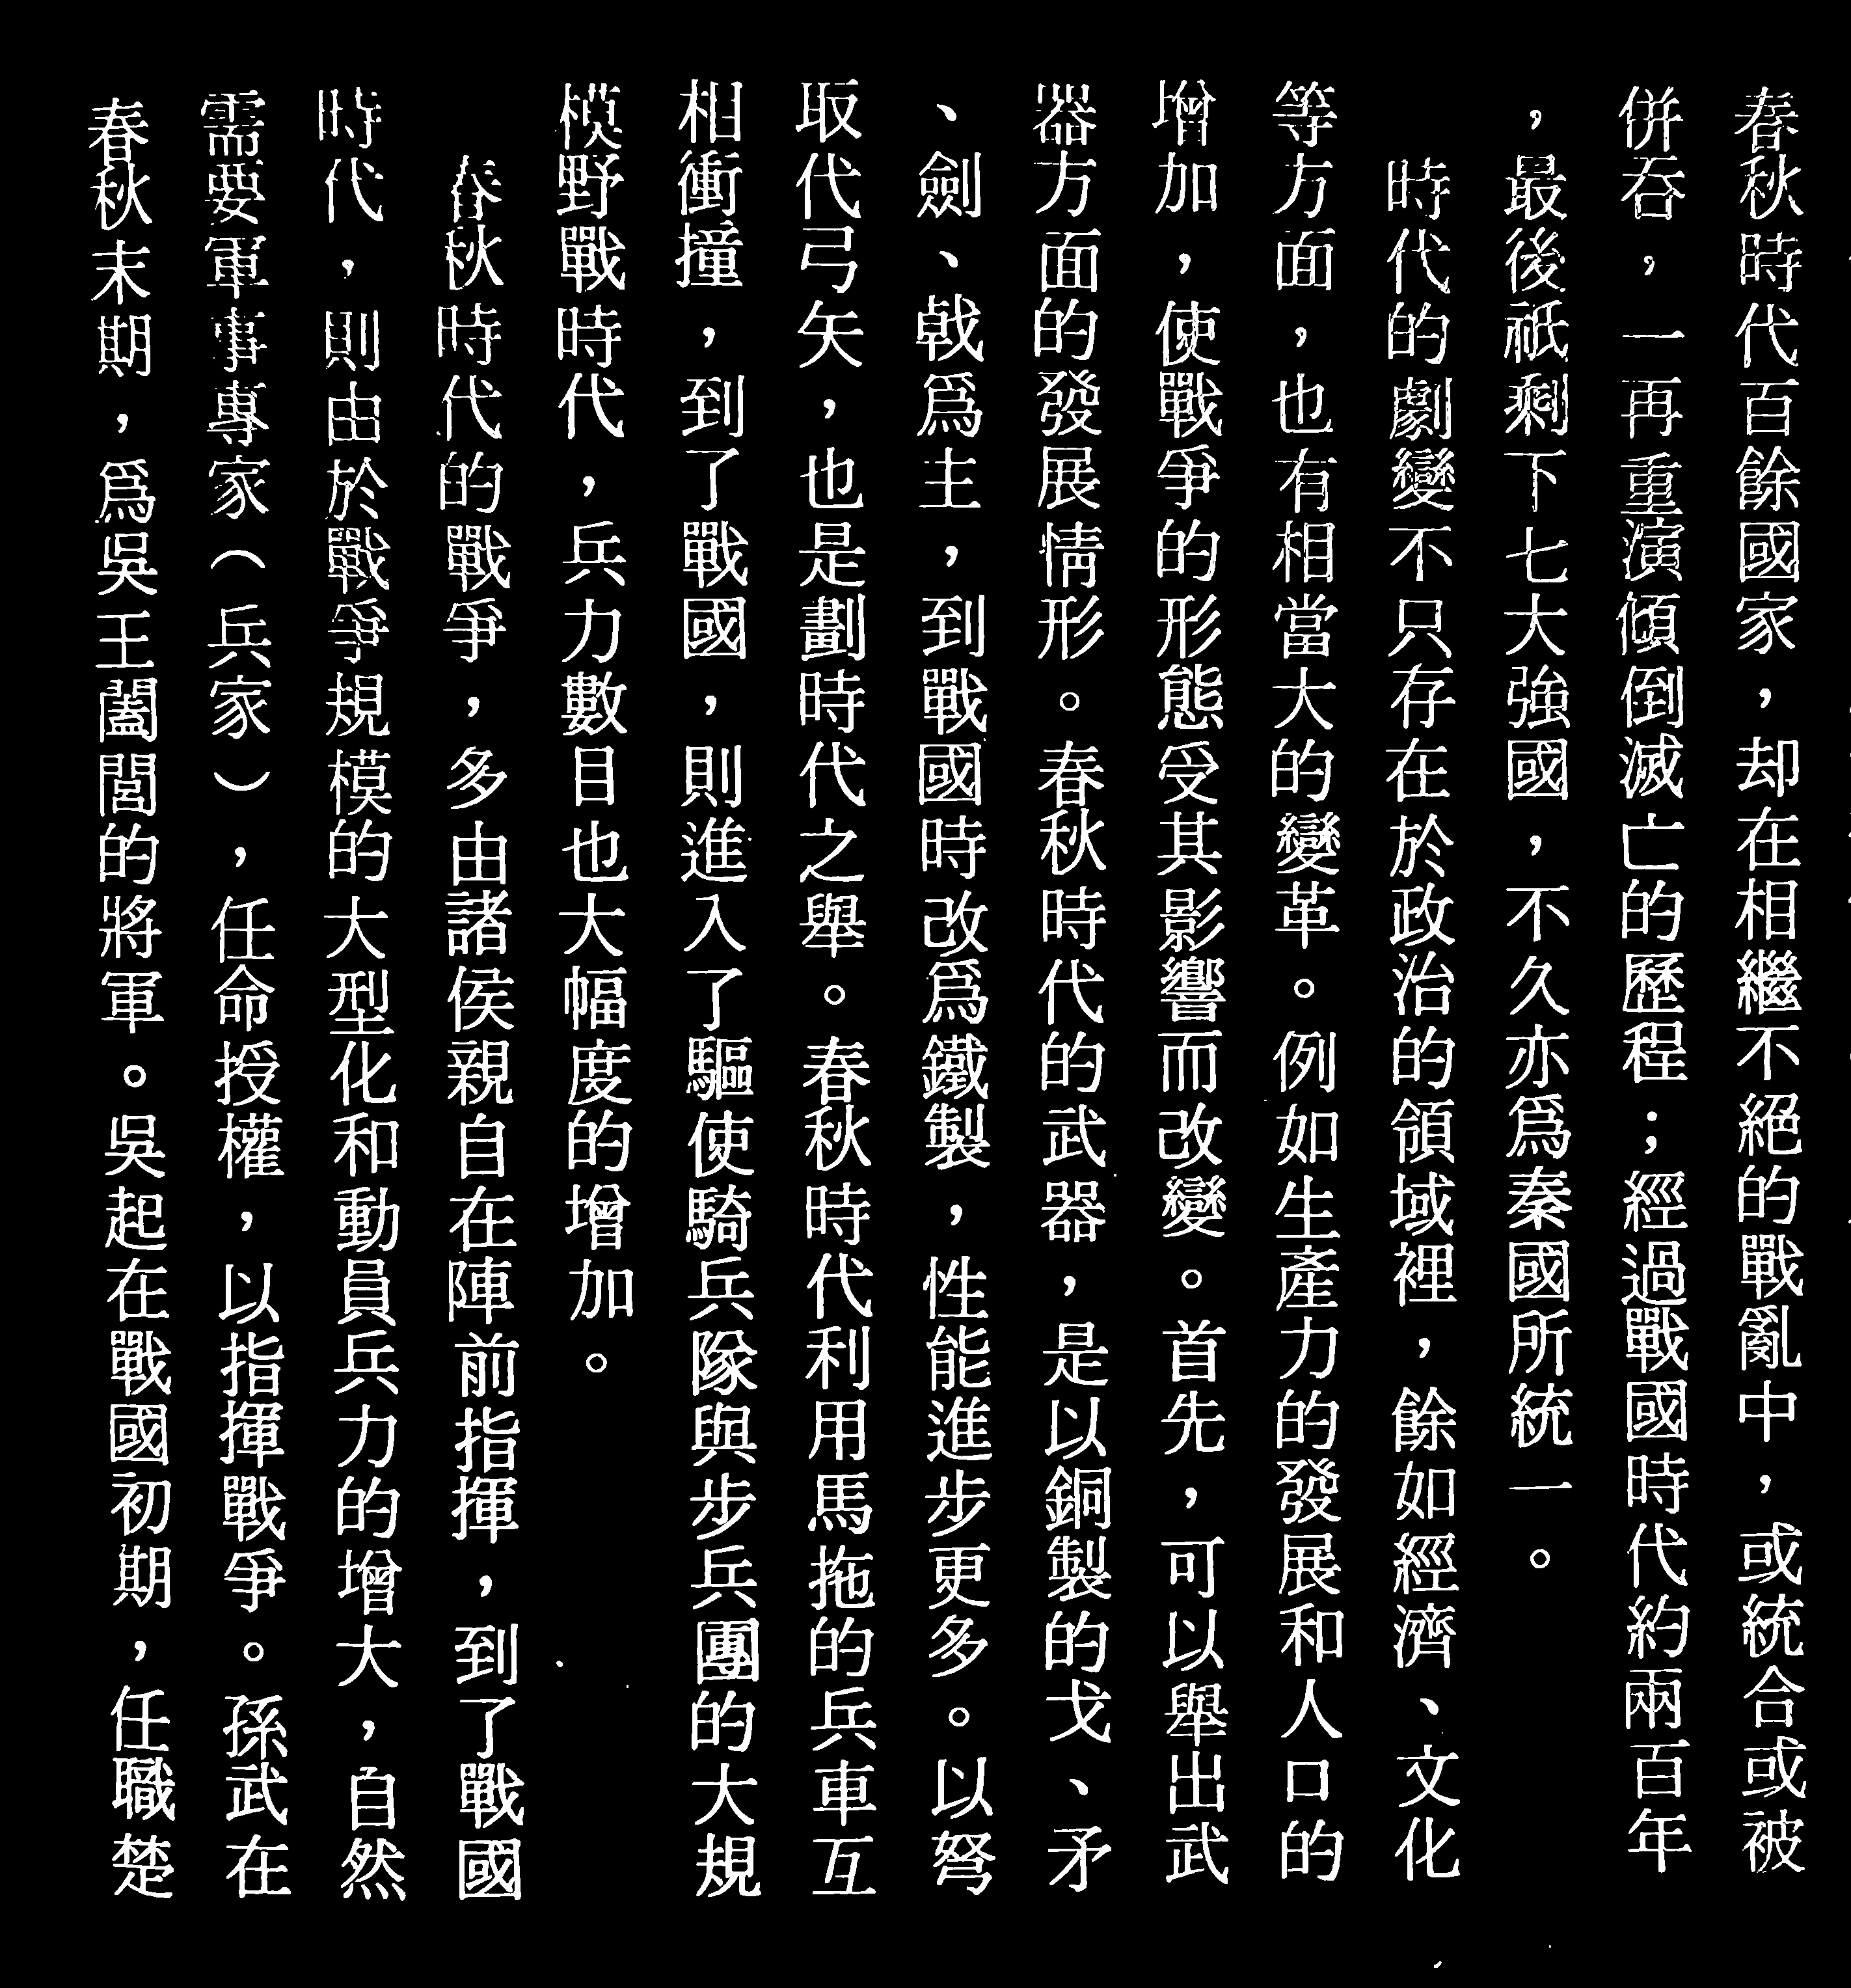 春秋時代百餘國家，却在相繼不絕的戰亂中，或統合或被
併吞，一再重演傾倒滅亡的歷程；經過戰國時代約兩百年
，最後祇剩下七大強國，不久亦爲秦國所統一。
時代的劇變不只存在於政治的領域裡，餘如經濟、文化
等方面，也有相當大的變革。例如生產力的發展和人口的
增加，使戰爭的形態受其影響而改變。首先，可以舉出武
器方面的發展情形。春秋時代的武器，是以銅製的戈、矛
、劍、戟爲主，到戰國時改爲鐵製，性能進步更多。以弩
取代弓矢，也是劃時代之舉。春秋時代利用馬拖的兵車互
相衝撞，到了戰國，則進入了驅使騎兵隊與步兵團的大規
模野戰時代，兵力數目也大幅度的增加。
春秋時代的戰爭，多由諸侯親自在陣前指揮，到了戰國
時代，則由於戰爭規模的大型化和動員兵力的增大，自然
需要軍事專家（兵家），任命授權，以指揮戰爭。孫武在
春秋末期，爲吳王闔閭的將軍。吳起在戰國初期，任職楚